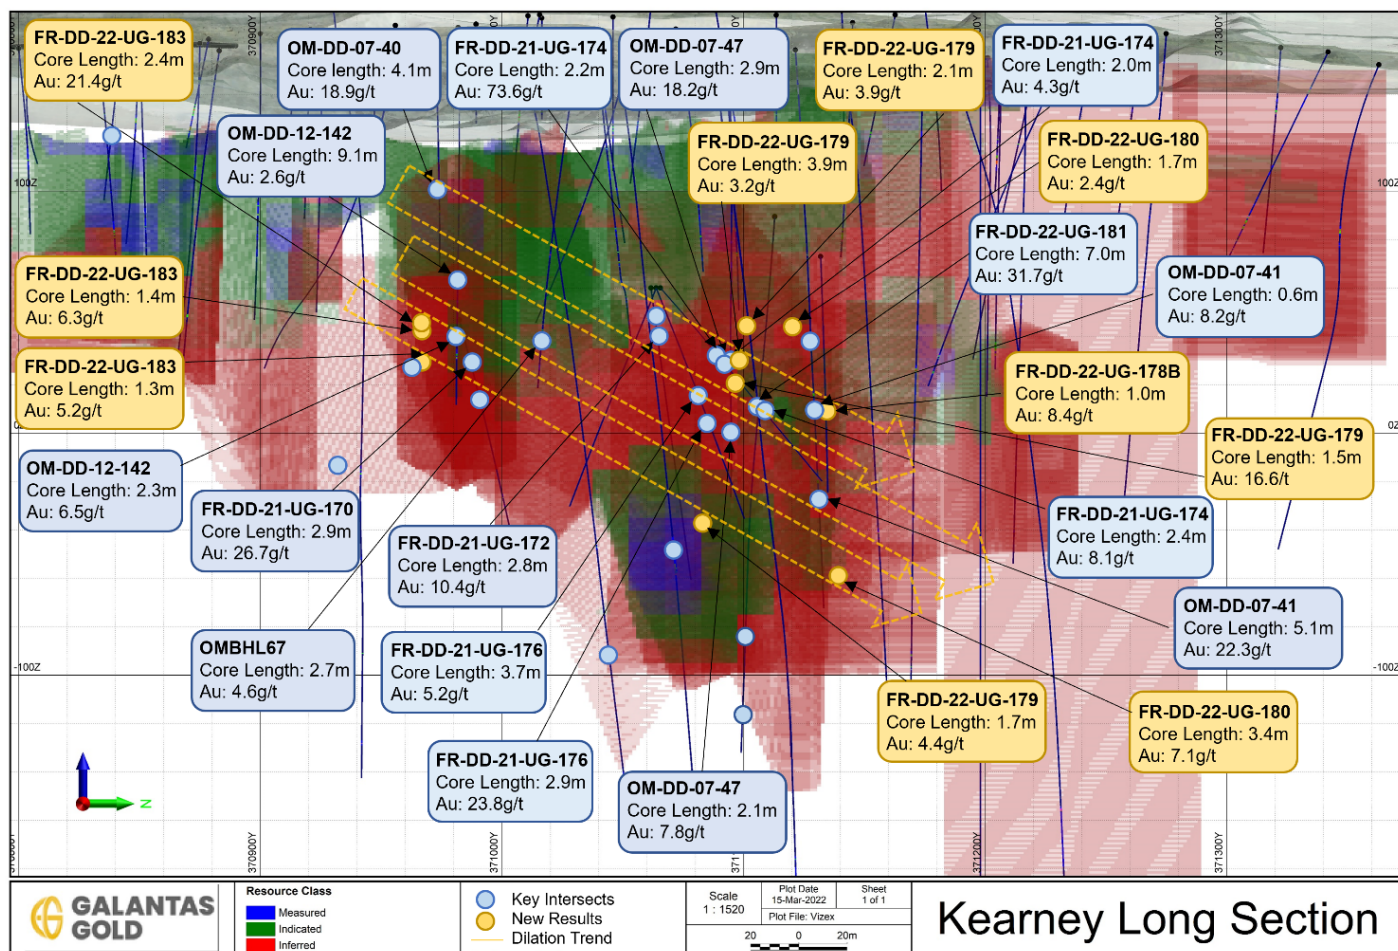 FR-DD-22-UG-183
Core Length: 2.4m
Au: 21.4g/t
OM-DD-07-40
Core length: 4.1m
Au: 18.9g/t
FR-DD-21-UG-174
Core Length: 2.2m
Au: 73.6g/t
OM-DD-07-47
Core Length: 2.9m
Au: 18.2g/t
FR-DD-22-UG-179
Core Length: 2.1m
Au: 3.9g/t
FR-DD-21-UG-174
Core Length: 2.0m
Au: 4.3g/t
370900Y
371300Y
OM-DD-12-142
Core Length: 9.1m
Au: 2.6g/t
FR-DD-22-UG-179
Core Length: 3.9m
Au: 3.2g/t
FR-DD-22-UG-180
Core Length: 1.7m
Au: 2.4g/t
100Z
100Z
FR-DD-22-UG-181
Core Length: 7.0m
Au: 31.7g/t
FR-DD-22-UG-183
Core Length: 1.4m
Au: 6.3g/t
OM-DD-07-41
Core Length: 0.6m
Au: 8.2g/t
FR-DD-22-UG-183
Core Length: 1.3m
Au: 5.2g/t
FR-DD-22-UG-178B
Core Length: 1.0m
Au: 8.4g/t
0Z
FR-DD-22-UG-179
Core Length: 1.5m
Au: 16.6g/t
OM-DD-12-142
Core Length: 2.3m
Au: 6.5g/t
FR-DD-21-UG-170
Core Length: 2.9m
Au: 26.7g/t
FR-DD-21-UG-172
Core Length: 2.8m
Au: 10.4g/t
FR-DD-21-UG-174
Core Length: 2.4m
Au: 8.1g/t
OM-DD-07-41
Core Length: 5.1m
Au: 22.3g/t
OMBHL67
Core Length: 2.7m
Au: 4.6g/t
FR-DD-21-UG-176
Core Length: 3.7m
Au: 5.2g/t
-100Z
-100Z
FR-DD-22-UG-179
Core Length: 1.7m
Au: 4.4g/t
FR-DD-22-UG-180
Core Length: 3.4m
Au: 7.1g/t
FR-DD-21-UG-176
Core Length: 2.9m
Au: 23.8g/t
OM-DD-07-47
Core Length: 2.1m
Au: 7.8g/t
N
370900Y
371000Y
371200Y
371300Y
GALANTAS
GOLD
Resource Class
Measured
Indicated
Inferred
Key Intersects
New Results
Dilation Trend
Scale
1 : 1520
Plot Date
15-Mar-2022
Sheet
1 of 1
Plot File: Vizex
20 0 20m
Kearney Long Section